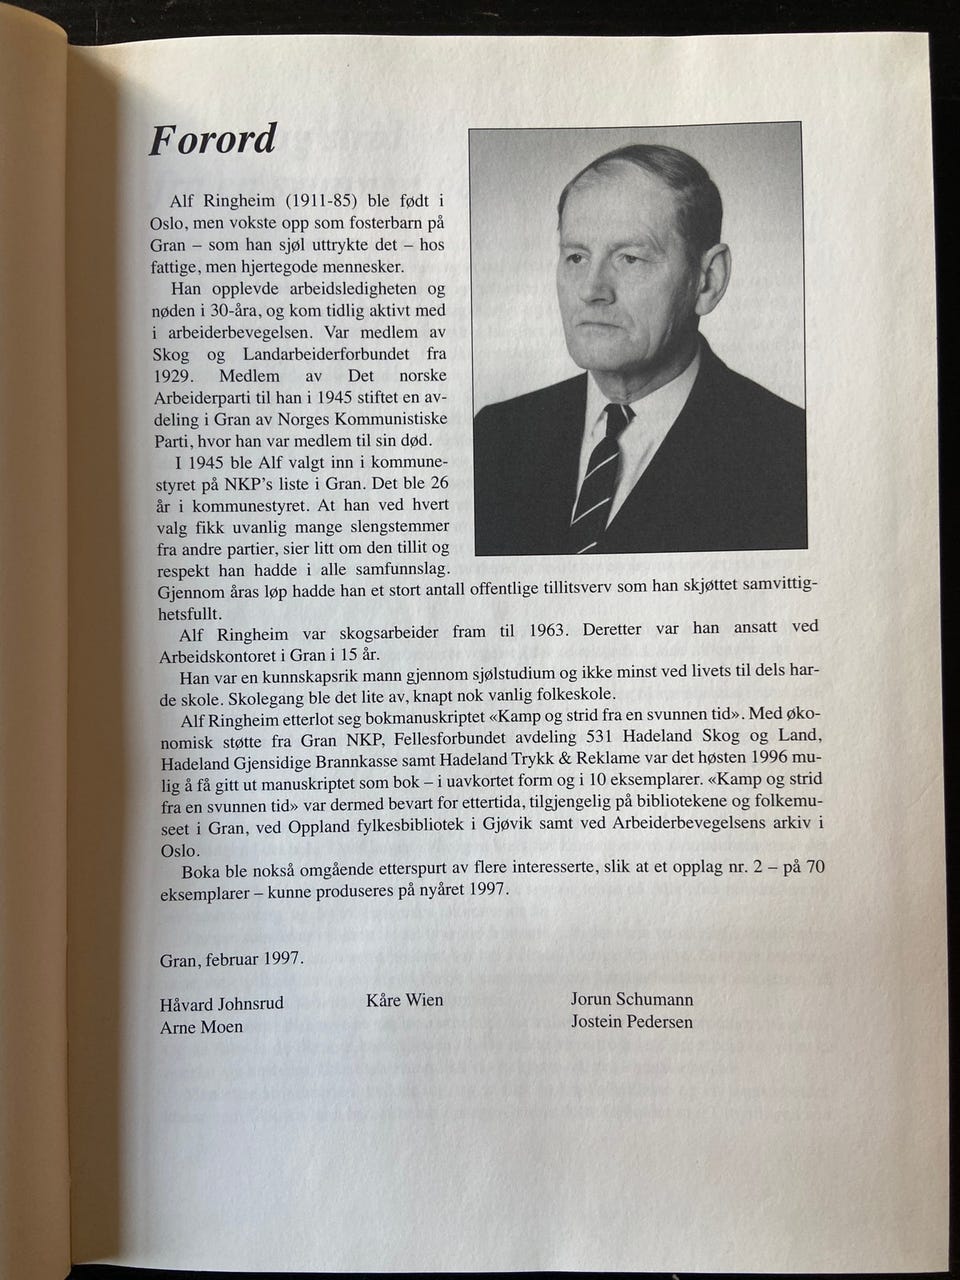 Forord
Alf Ringheim (1911-85) ble født i
Oslo, men vokste opp som fosterbarn på
Gran – som han sjøl uttrykte det – hos
fattige, men hjertegode mennesker.
Han opplevde arbeidsledigheten og
nøden i 30-åra, og kom tidlig aktivt med
i arbeiderbevegelsen. Var medlem av
Skog og Landarbeiderforbundet fra
1929. Medlem av Det norske
Arbeiderparti til han i 1945 stiftet en av-
deling i Gran av Norges Kommunistiske
Parti, hvor han var medlem til sin død.
I 1945 ble Alf valgt inn i kommune-
styret på NKP's liste i Gran. Det ble 26
år i kommunestyret. At han ved hvert
valg fikk uvanlig mange slengstemmer
fra andre partier, sier litt om den tillit og
respekt han hadde i alle samfunnslag.
Gjennom åras løp hadde han et stort antall offentlige tillitsverv som han skjøttet samvittig-
hetsfullt.
Alf Ringheim var skogsarbeider fram til 1963. Deretter var han ansatt ved
Arbeidskontoret i Gran i 15 år.
Han var en kunnskapsrik mann gjennom sjølstudium og ikke minst ved livets til dels har-
de skole. Skolegang ble det lite av, knapt nok vanlig folkeskole.
Alf Ringheim etterlot seg bokmanuskriptet «Kamp og strid fra en svunnen tid». Med øko-
nomisk støtte fra Gran NKP, Fellesforbundet avdeling 531 Hadeland Skog og Land,
Hadeland Gjensidige Brannkasse samt Hadeland Trykk & Reklame var det høsten 1996 mu-
lig å få gitt ut manuskriptet som bok – i uavkortet form og i 10 eksemplarer. «Kamp og strid
fra en svunnen tid» var dermed bevart for ettertida, tilgjengelig på bibliotekene og folkemu-
seet i Gran, ved Oppland fylkesbibliotek i Gjøvik samt ved Arbeiderbevegelsens arkiv i
Oslo.
Boka ble nokså omgående etterspurt av flere interesserte, slik at et opplag nr. 2 – på 70
eksemplarer – kunne produseres på nyåret 1997.
Gran, februar 1997.
Håvard Johnsrud Kåre Wien Jorun Schumann
Arne Moen Jostein Pedersen